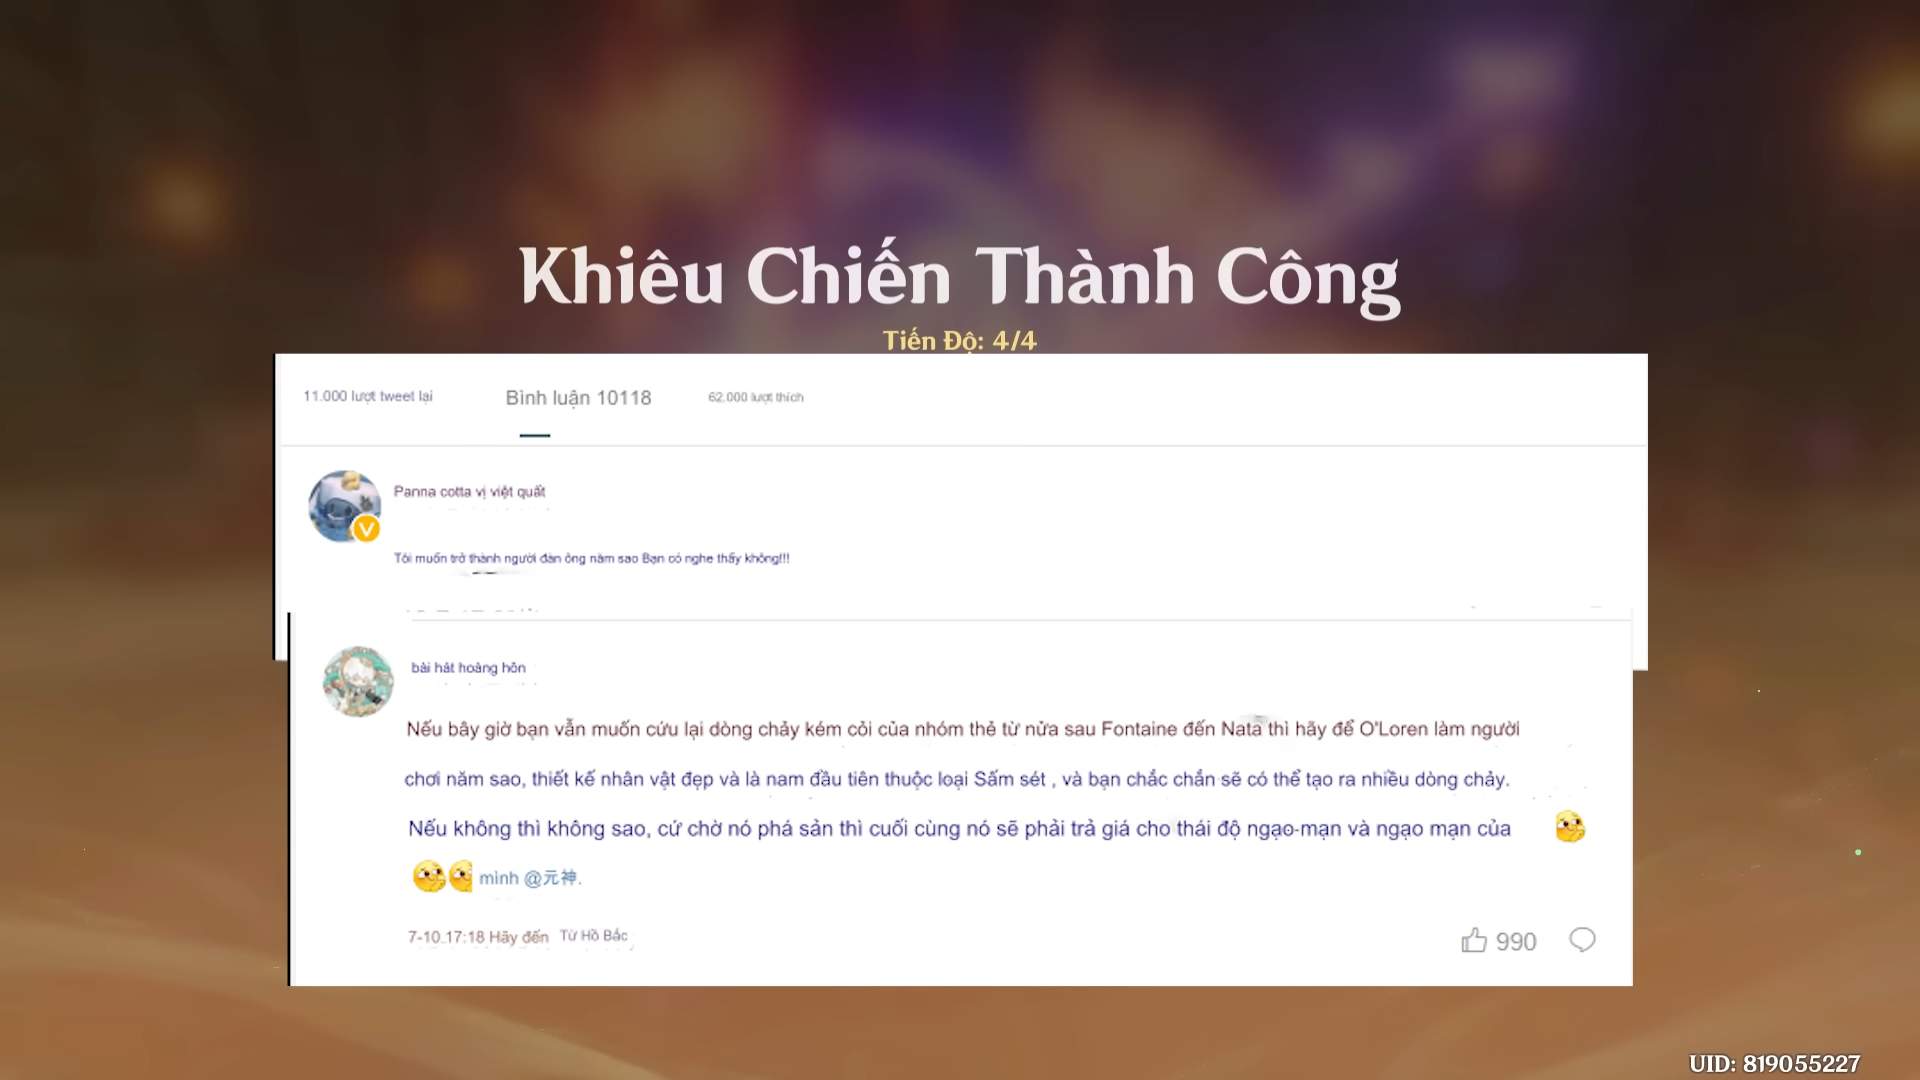 Khiêu Chiến Thành Công
Tiến Độ: 4/4
11.000 lượt tweet lại Bình luận 10118 62.000 lượt thích
Panna cotta vị việt quất
Tôi muốn trở thành người đàn ông năm sao Bạn có nghe thấy không!!!
bài hát hoàng hôn
Nếu bây giờ bạn vẫn muốn cứu lại dòng chảy kém cỏi của nhóm thẻ từ nửa sau Fontaine đến Nata thì hãy để O'Loren làm người
chơi năm sao, thiết kế nhân vật đẹp và là nam đầu tiên thuộc loại Sấm sét , và bạn chắc chắn sẽ có thể tạo ra nhiều dòng chảy.
Nếu không thì không sao, cứ chờ nó phá sản thì cuối cùng nó sẽ phải trả giá cho thái độ ngạo-mạn và ngạo mạn của
mình @元神.
7-10 17:18 Hãy đến Từ Hồ Bắc 990
UID: 819055227